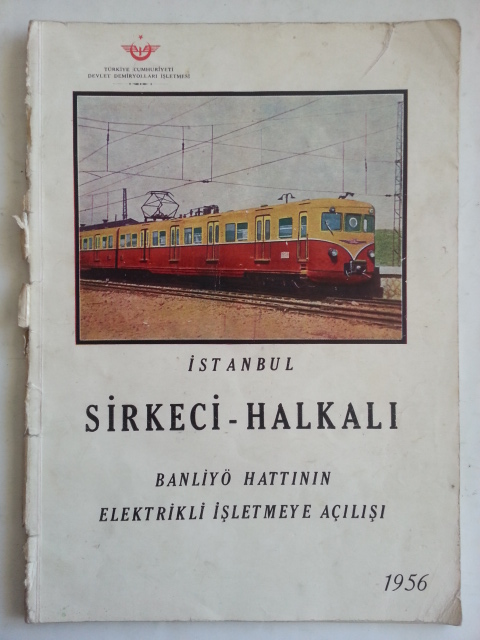 TÜRKİYE CUMHURİYETİ
DEVLET DEMİRYOLLARI İŞLETMESİ
İSTANBUL
SİRKECİ - HALKALI
BANLİYÖ HATTININ
ELEKTRİKLİ İŞLETMEYE AÇILIŞI
1956